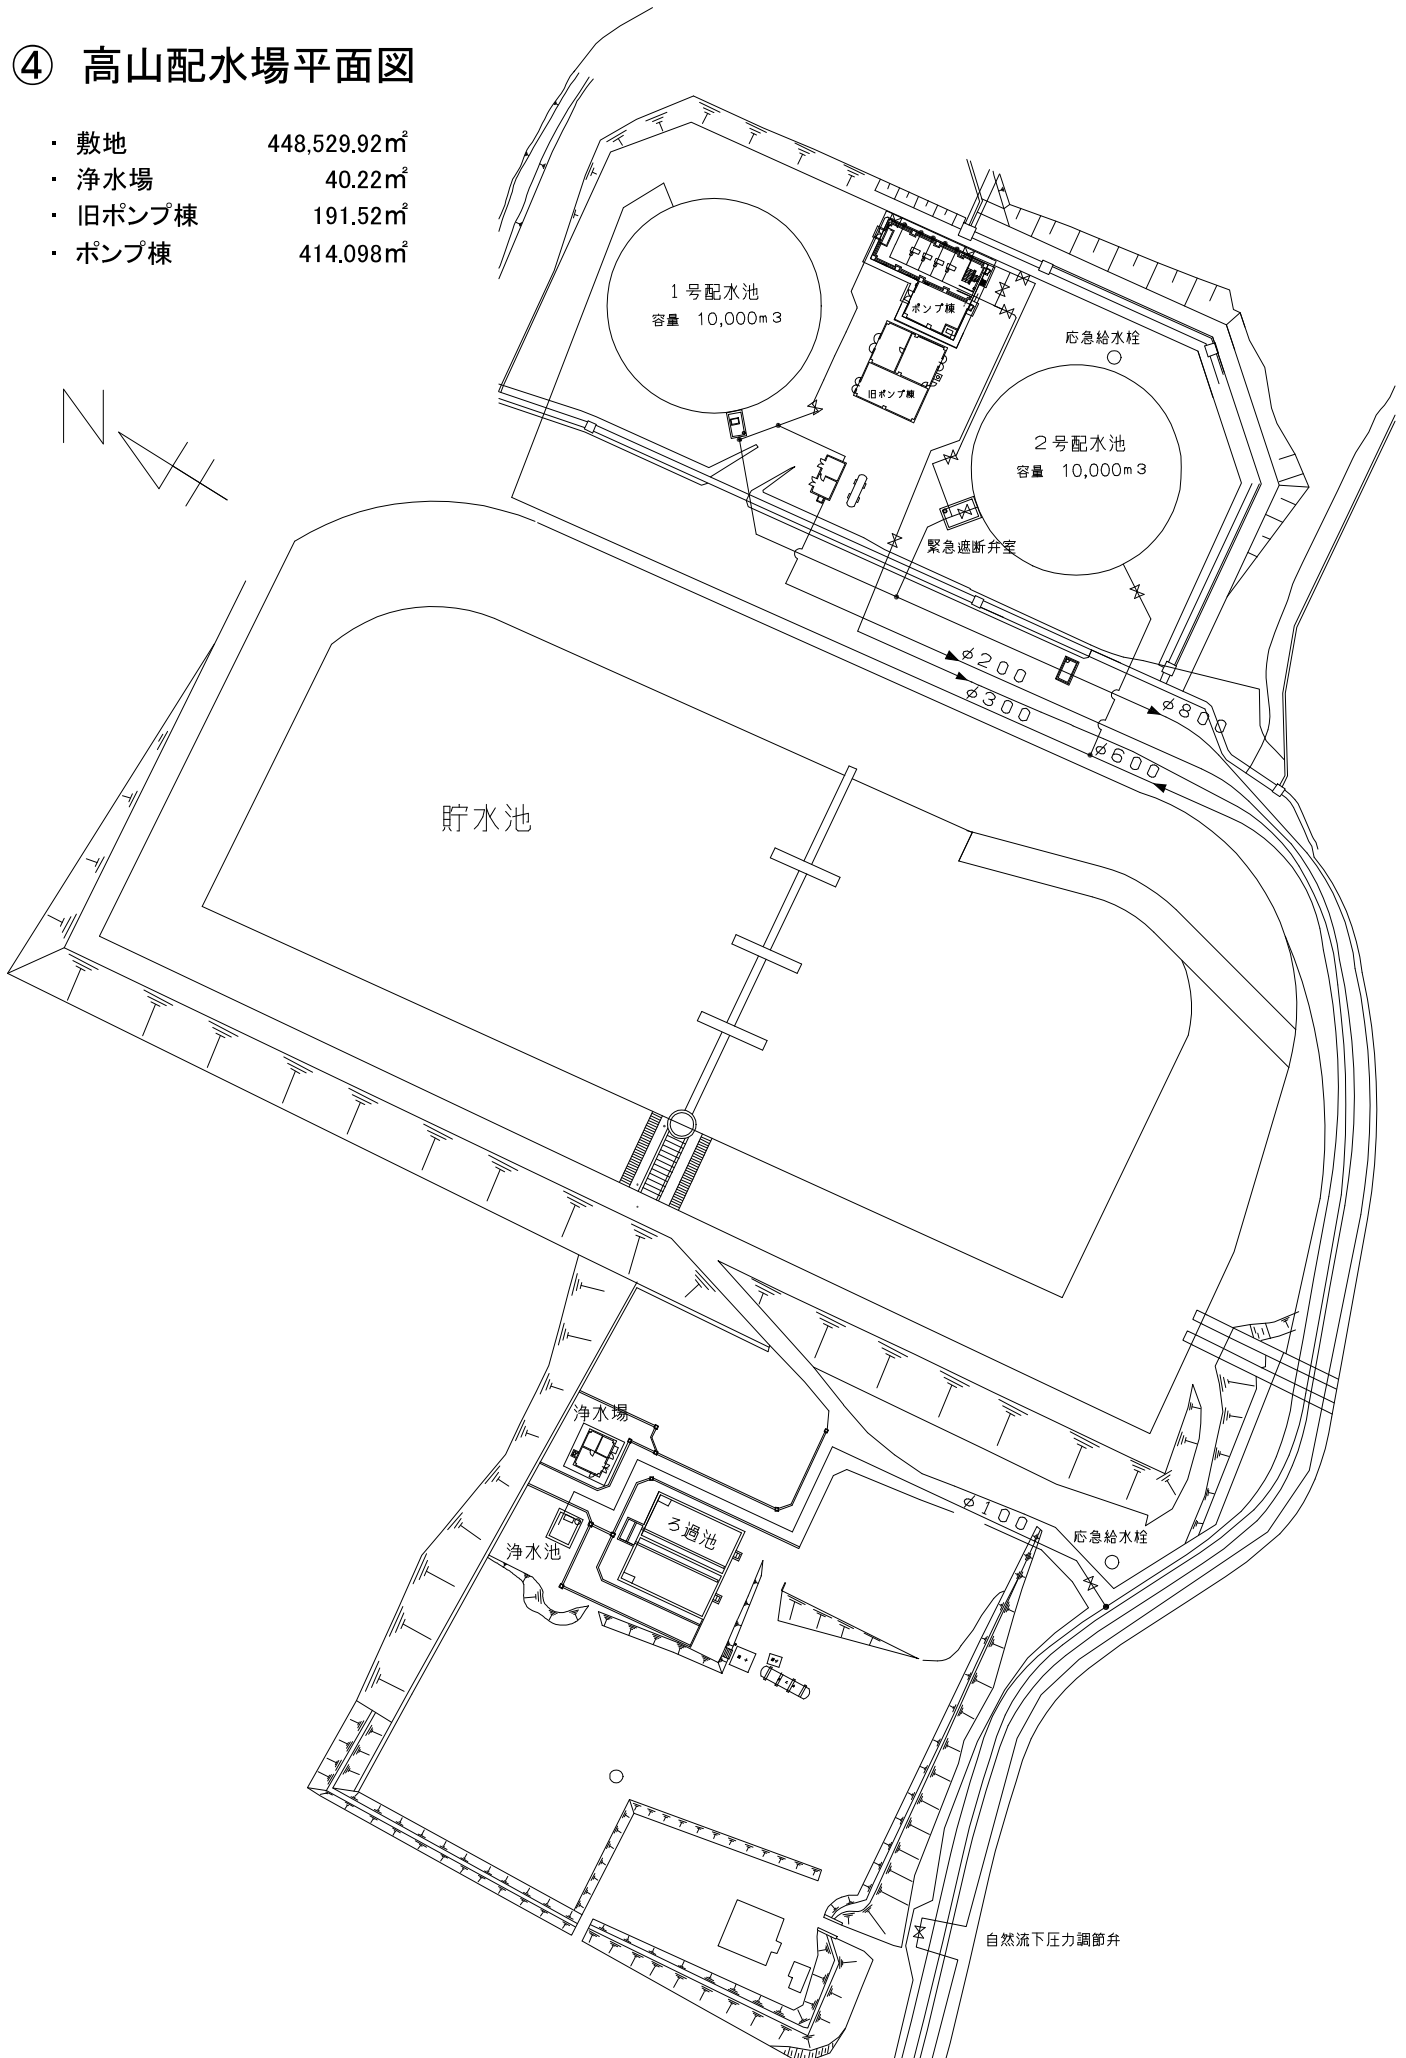 ④ 高山配水場平面図
・ 敷地 448,529.92㎡
・ 浄水場 40.22㎡
・ 旧ポンプ棟 191.52㎡
・ ポンプ棟 414.098㎡
N
1号配水池
容量 10,000m3
ポンプ棟
旧ポンプ棟
応急給水栓
2号配水池
容量 10,000m3
緊急遮断弁室
φ200
φ300
φ800
φ600
貯水池
浄水場
ろ過池
浄水池
φ100
応急給水栓
自然流下圧力調節弁